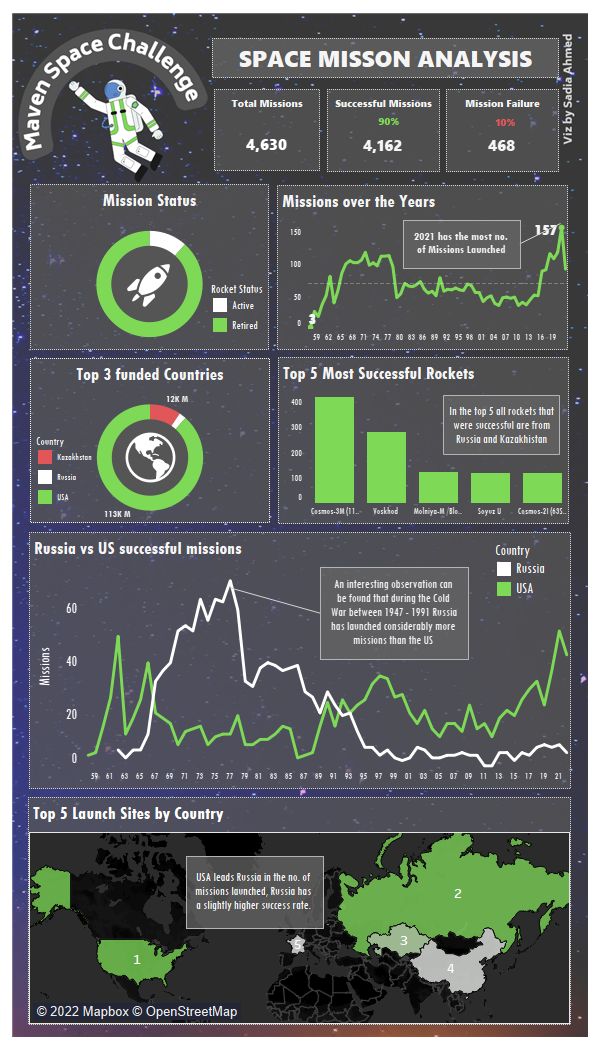 Maven Space Challenge
SPACE MISSON ANALYSIS
Viz by Sadia Ahmed
Total Missions
4,630
Successful Missions
90%
4,162
Mission Failure
10%
468
Mission Status
Rocket Status
Active
Retired
Missions over the Years
2021 has the most no.
of Missions Launched
157
150
100
50
0
3
59 62 65 68 71 74 77 80 83 86 89 92 95 98 01 04 07 10 13 16 19
Top 3 funded Countries
12K M
Country
Kazakhstan
Russia
USA
113K M
Top 5 Most Successful Rockets
In the top 5 all rockets that
were successful are from
Russia and Kazakhistan
400
300
200
100
0
Cosmos-3M (11.. Voskhod Molniya-M /Blo.. Soyuz U Cosmos-2I (63S..
Russia vs US successful missions
Country
Russia
USA
An interesting observation can
be found that during the Cold
War between 1947 - 1991 Russia
has launched considerably more
missions than the US
Missions
60
40
20
0
59 61 63 65 67 69 71 73 75 77 79 81 83 85 87 89 91 93 95 97 99 01 03 05 07 09 11 13 15 17 19 21
Top 5 Launch Sites by Country
USA leads Russia in the no. of
missions launched, Russia has
a slightly higher success rate.
1
2
3
4
5
© 2022 Mapbox © OpenStreetMap